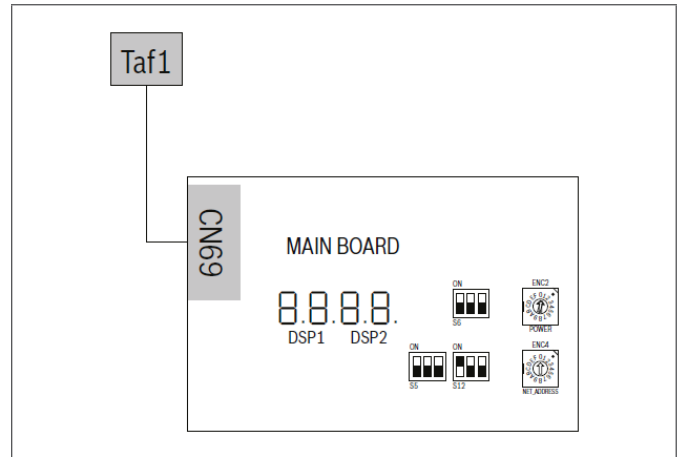 Taf1
CN69
MAIN BOARD
8.8.8.8.
DSP1 DSP2
ON
S6
ENC2
POWER
ON
S5
ON
S12
ENC4
NET_ADDRESS